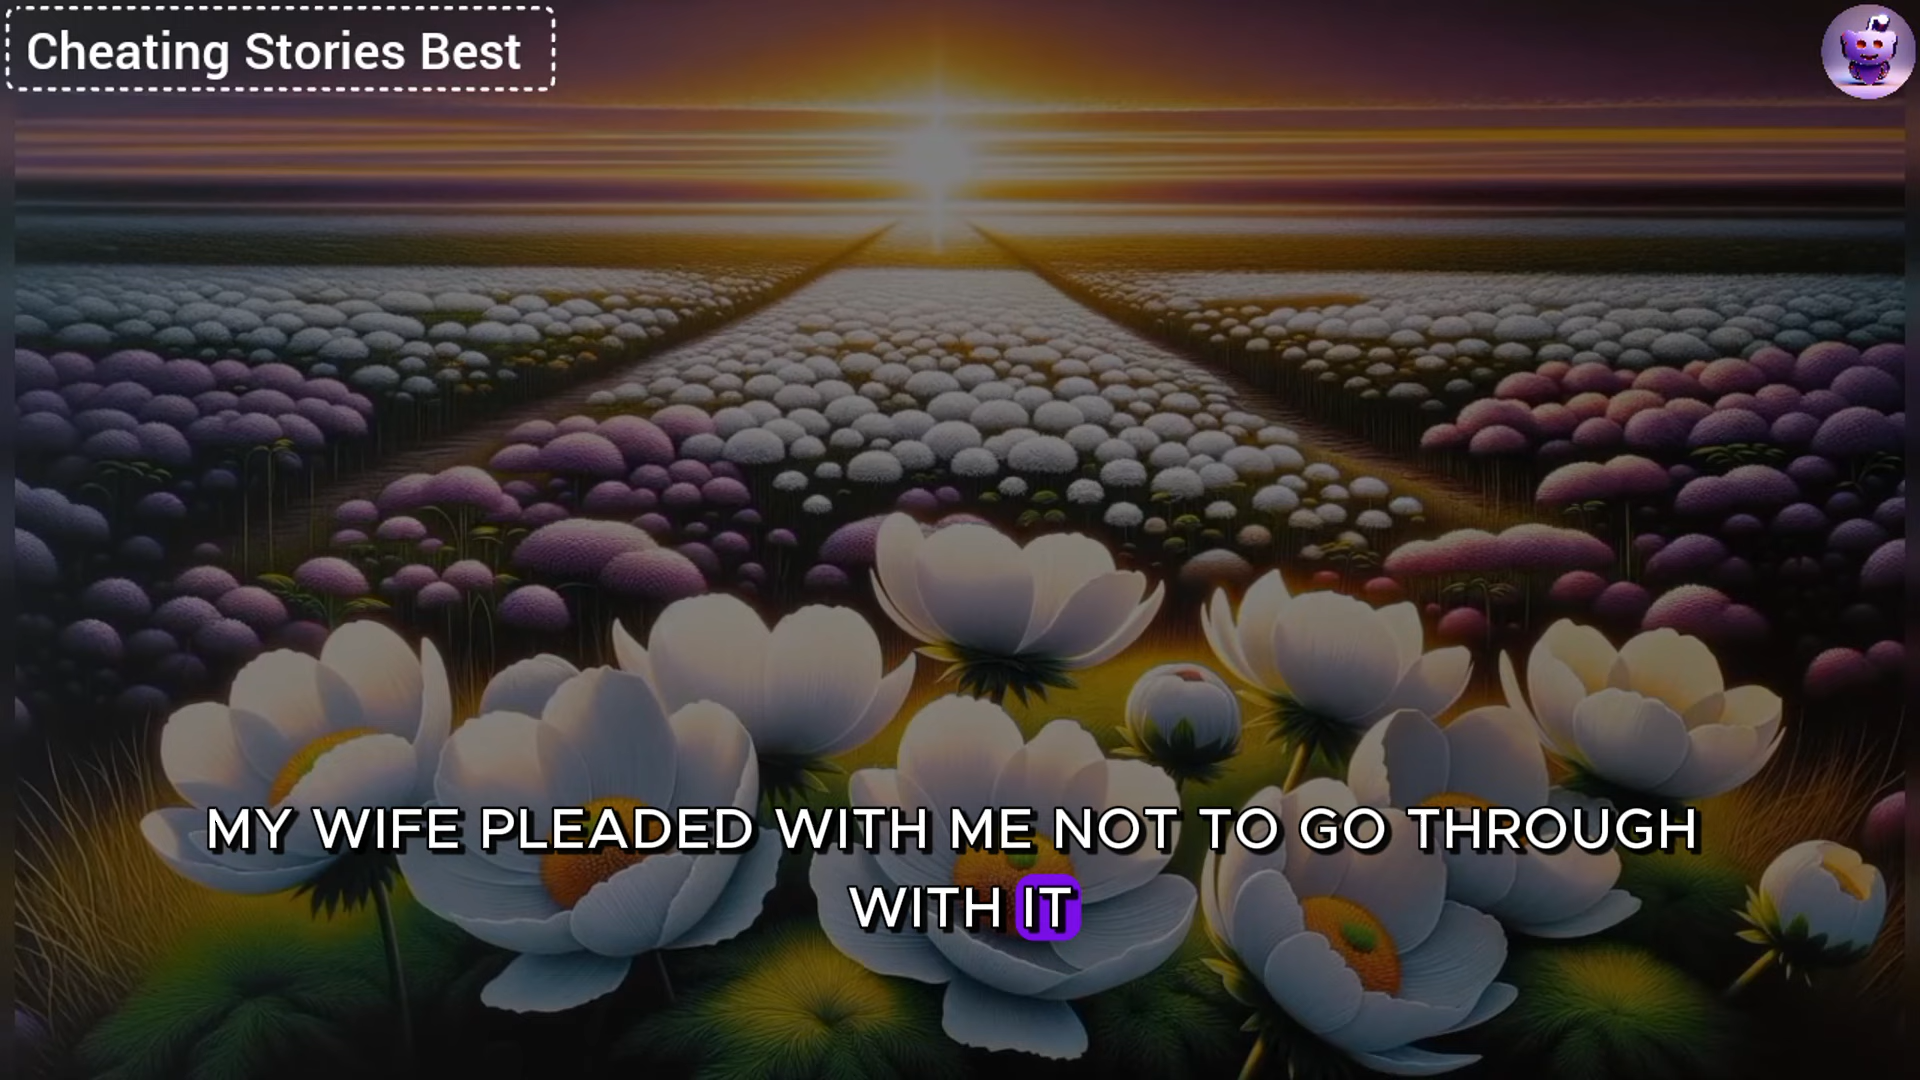 Cheating Stories Best
MY WIFE PLEADED WITH ME NOT TO GO THROUGH
WITH IT